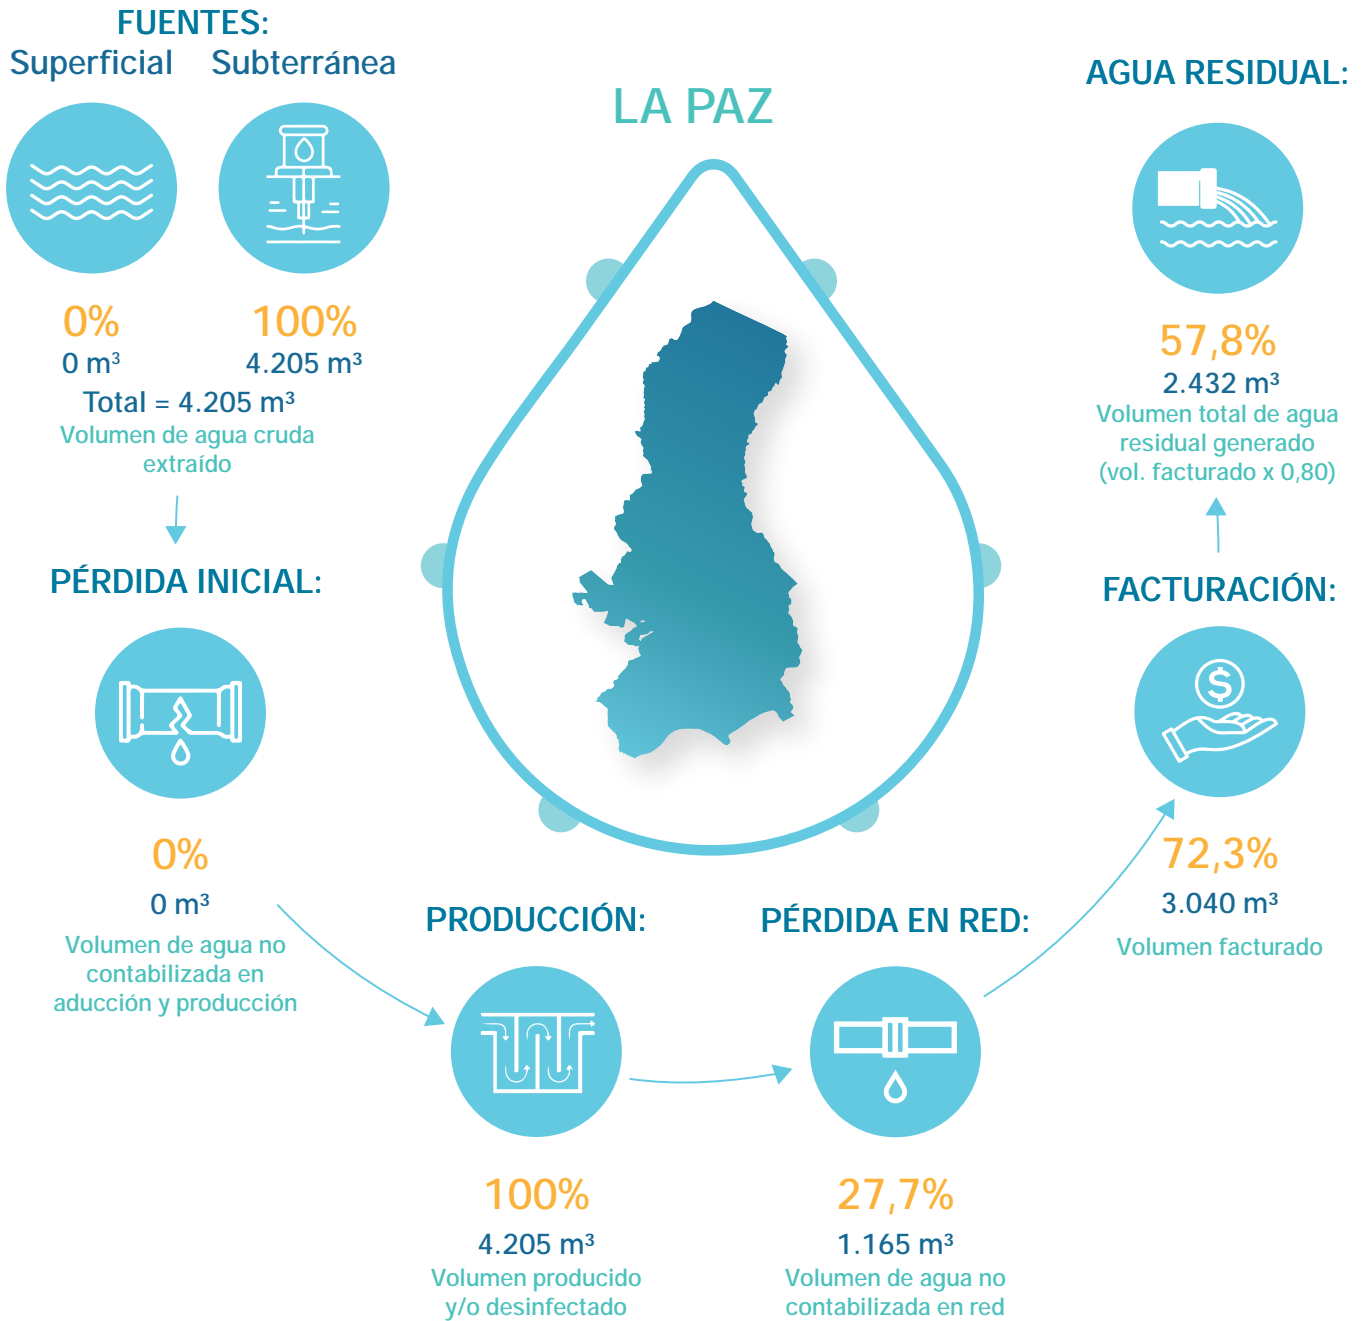 FUENTES:
Superficial
Subterránea
0%
0 m³
100%
4.205 m³
Total = 4.205 m³
Volumen de agua cruda
extraído
PÉRDIDA INICIAL:
0%
0 m³
Volumen de agua no
contabilizada en
aducción y producción
LA PAZ
PRODUCCIÓN:
100%
4.205 m³
Volumen producido
y/o desinfectado
PÉRDIDA EN RED:
27,7%
1.165 m³
Volumen de agua no
contabilizada en red
FACTURACIÓN:
$
72,3%
3.040 m³
Volumen facturado
AGUA RESIDUAL:
57,8%
2.432 m³
Volumen total de agua
residual generado
(vol. facturado x 0,80)